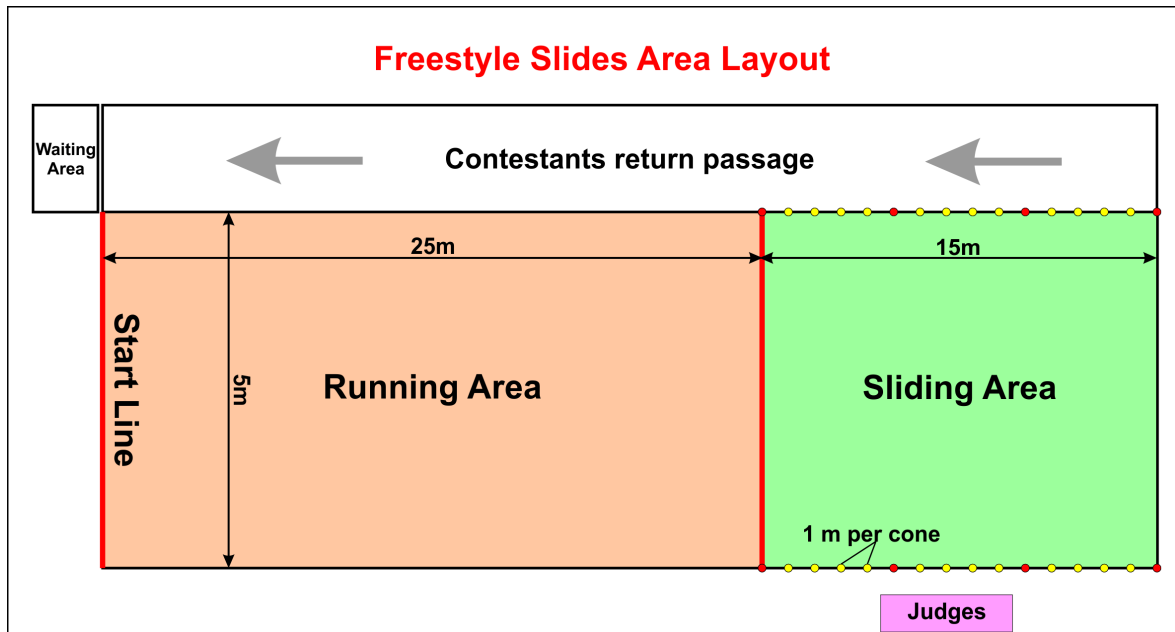 Freestyle Slides Area Layout
Waiting
Area
Contestants return passage
25m
15m
Start Line
5m
Running Area
Sliding Area
1 m per cone
Judges